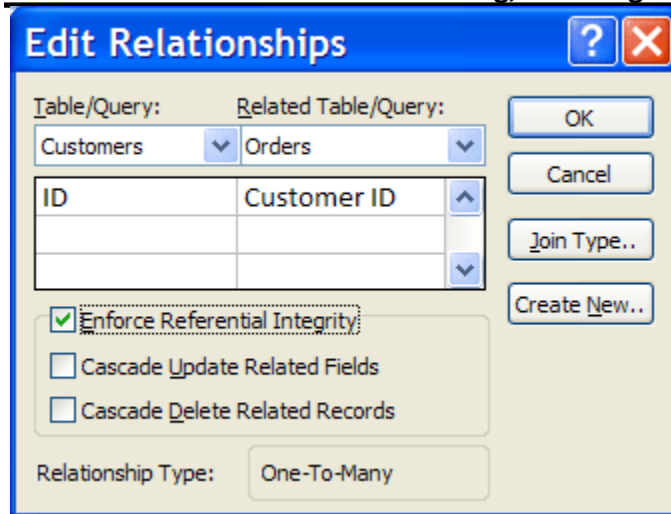 Edit Relationships
Table/Query: Related Table/Query:
Customers Orders
OK
Cancel
ID Customer ID
Join Type..
Create New..
Enforce Referential Integrity
Cascade Update Related Fields
Cascade Delete Related Records
Relationship Type: One-To-Many